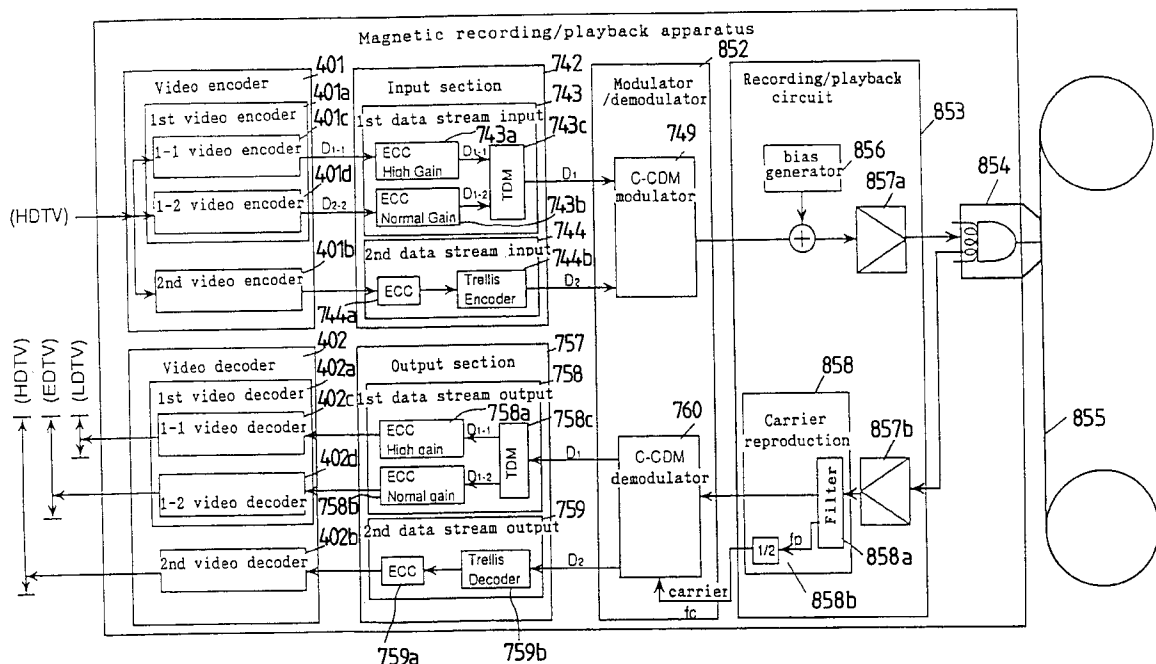 Magnetic recording/playback apparatus
401
Video encoder
401a
1st video encoder
401c
1-1 video encoder
401d
1-2 video encoder
401b
2nd video encoder
(HDTV)
742
Input section
743
1st data stream input
743a
743c
D1-1
ECC
High Gain
D1-1
TDM
D1
D2-2
ECC
Normal Gain
D1-2
743b
744
2nd data stream input
744b
ECC
744a
Trellis
Encoder
D2
852
Modulator
/demodulator
749
C-CDM
modulator
Recording/playback
circuit
853
bias
generator
856
857a
+
854
855
402
Video decoder
402a
1st video decoder
402c
1-1 video decoder
402d
1-2 video decoder
402b
2nd video decoder
(HDTV)
(EDTV)
(LDTV)
757
Output section
758
1st data stream output
758a
758c
ECC
High gain
D1-1
TDM
D1
ECC
Normal gain
D1-2
758b
759
2nd data stream output
ECC
Trellis
Decoder
D2
759a
759b
760
C-CDM
demodulator
carrier
fc
858
Carrier
reproduction
857b
Filter
1/2
fp
858a
858b